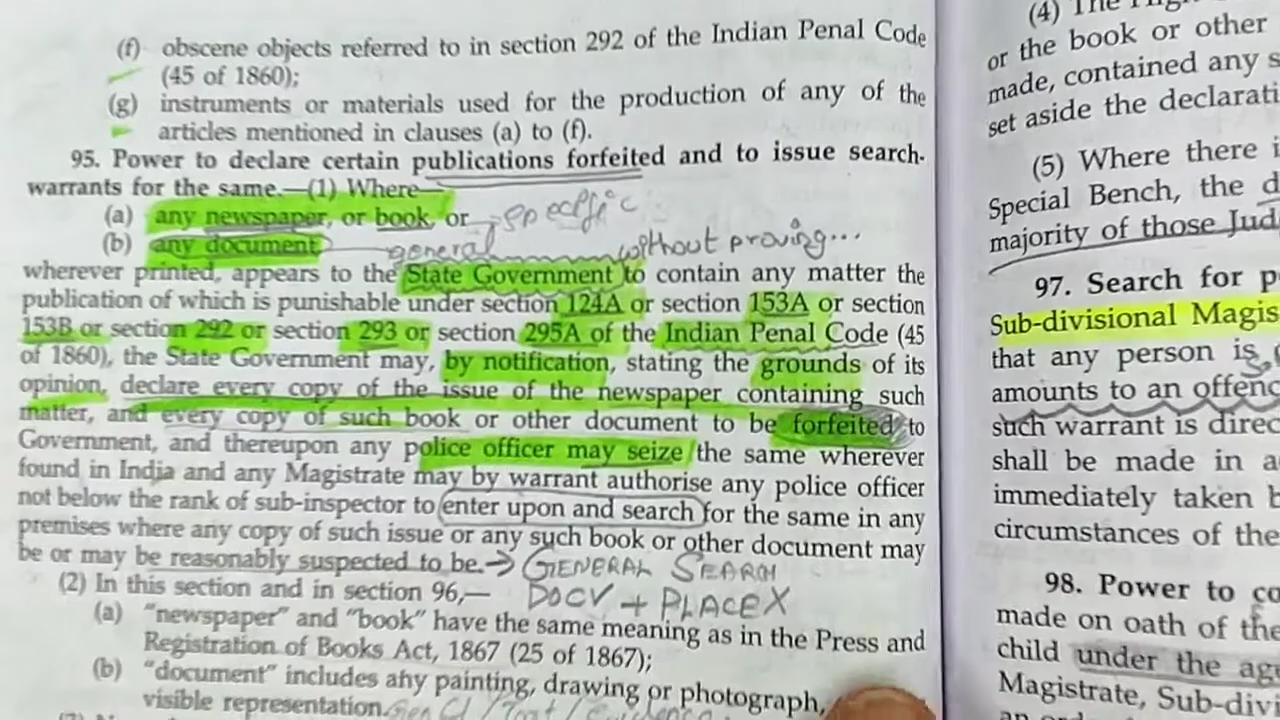 (f) obscene objects referred to in section 292 of the Indian Penal Code
(45 of 1860);
(g) instruments or materials used for the production of any of the
articles mentioned in clauses (a) to (f).
95. Power to declare certain publications forfeited and to issue search-
warrants for the same.—(1) Where—
(a) any newspaper, or book, or specific
(b) any document
general without proving...
wherever printed, appears to the State Government to contain any matter the
publication of which is punishable under section 124A or section 153A or section
153B or section 292 or section 293 or section 295A of the Indian Penal Code (45
of 1860), the State Government may, by notification, stating the grounds of its
opinion, declare every copy of the issue of the newspaper containing such
matter, and every copy of such book or other document to be forfeited to
Government, and thereupon any police officer may seize the same wherever
found in India and any Magistrate may by warrant authorise any police officer
not below the rank of sub-inspector to enter upon and search for the same in any
premises where any copy of such issue or any such book or other document may
be or may be reasonably suspected to be. → GENERAL SEARCH
(2) In this section and in section 96,— DOCV + PLACEX
(a) "newspaper" and "book" have the same meaning as in the Press and
Registration of Books Act, 1867 (25 of 1867);
(b) "document" includes any painting, drawing or photograph,
visible representation.
(4) The
or the book or other
made, contained any s
set aside the declarati
(5) Where there i
Special Bench, the d
majority of those Jud
97. Search for p
Sub-divisional Magis
that any person is
amounts to an offenc
such warrant is direc
shall be made in a
immediately taken b
circumstances of the
98. Power to co
made on oath of the
child under the age
Magistrate, Sub-divi